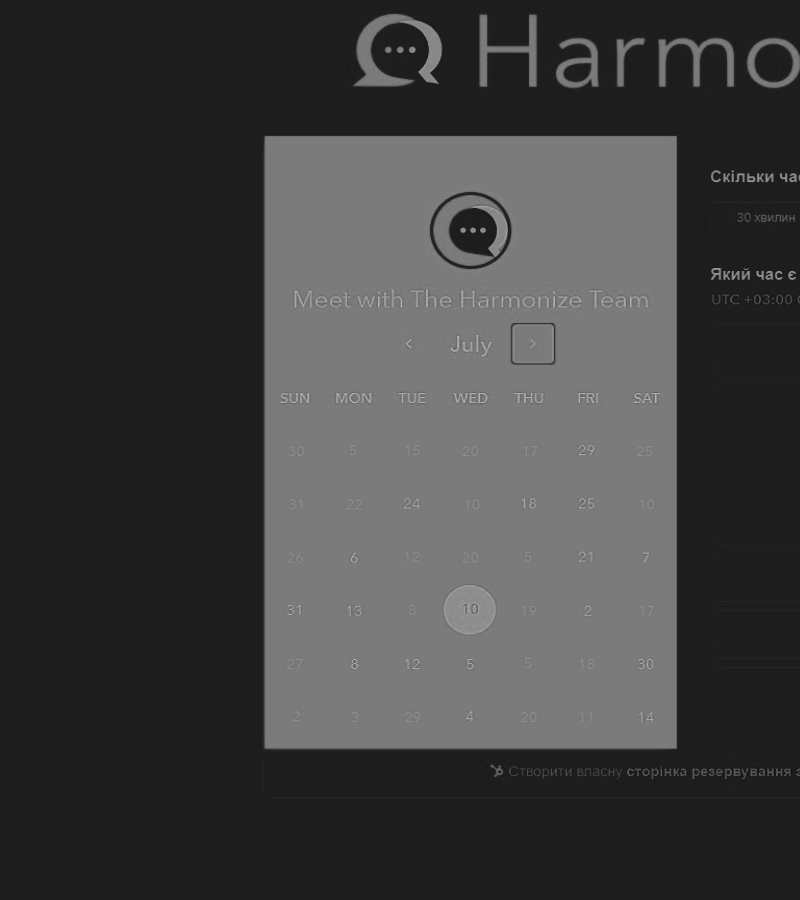 Harmo
Скільки ча
30 хвилин
Який час є
UTC +03:00
Meet with The Harmonize Team
July
SUN MON TUE WED THU FRI SAT
30 5 15 20 17 29 25
31 22 24 10 18 25 10
26 6 12 20 5 21 7
31 13 8 10 19 2 17
27 8 12 5 5 18 30
2 3 29 4 20 11 14
Створити власну сторінка резервування з